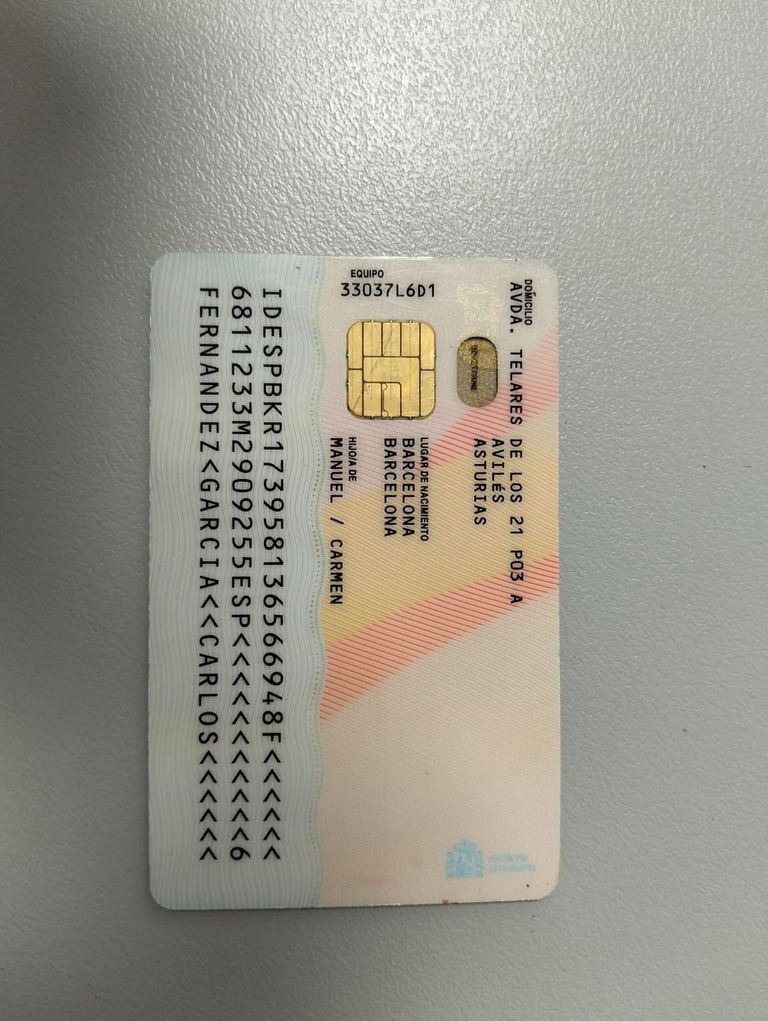 DOMICILIO
AVDA. TELARES DE LOS 21 P03 A
AVILÉS
ASTURIAS
LUGAR DE NACIMIENTO
BARCELONA
BARCELONA
HIJO/A DE
MANUEL / CARMEN
EQUIPO
33037L6D1
IDESPBKR173958136566948F<<<<<<
6811233M2909255ESP<<<<<<<<<<<6
FERNANDEZ<GARCIA<<CARLOS<<<<<<